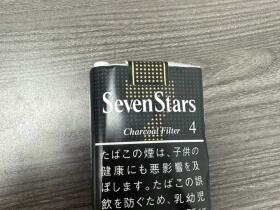 7
SevenStars
Charcoal Filter 4
たばこの煙は、子供の
健康にも悪影響を及
ぼします。たばこの誤
飲を防ぐため、乳幼児